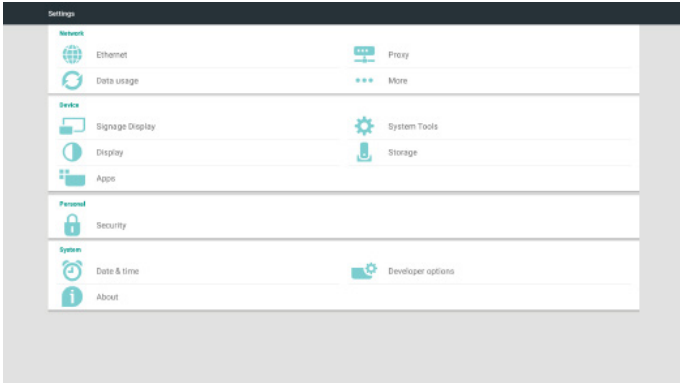 Settings
Network
Ethernet
Proxy
Data usage
More
Device
Signage Display
System Tools
Display
Storage
Apps
Personal
Security
System
Date & time
Developer options
About